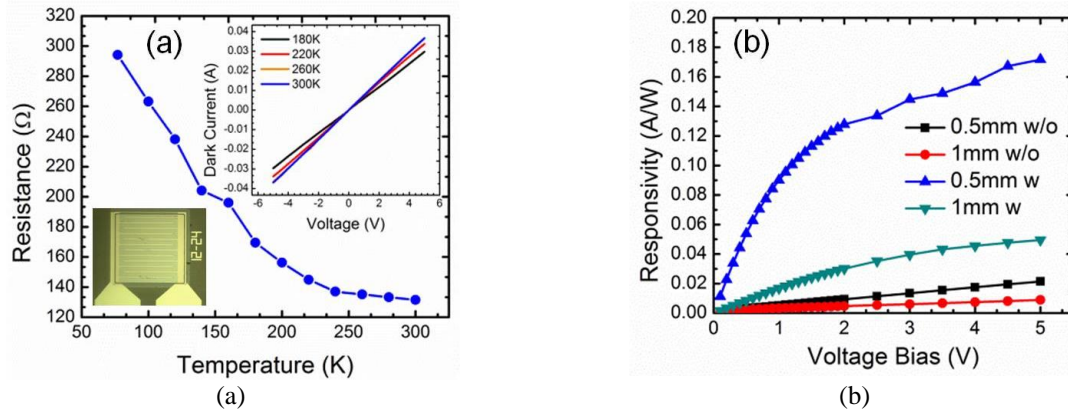 (a)
300
280
260
240
220
200
180
160
140
120
Resistance (Ω)
50 100 150 200 250 300
Temperature (K)
0.04
0.03
0.02
0.01
0.00
-0.01
-0.02
-0.03
-0.04
Dark Current (A)
-6 -4 -2 0 2 4 6
Voltage (V)
180K
220K
260K
300K
12-24
(a)
(b)
0.20
0.18
0.16
0.14
0.12
0.10
0.08
0.06
0.04
0.02
0.00
Responsivity (A/W)
0 1 2 3 4 5
Voltage Bias (V)
0.5mm w/o
1mm w/o
0.5mm w
1mm w
(b)